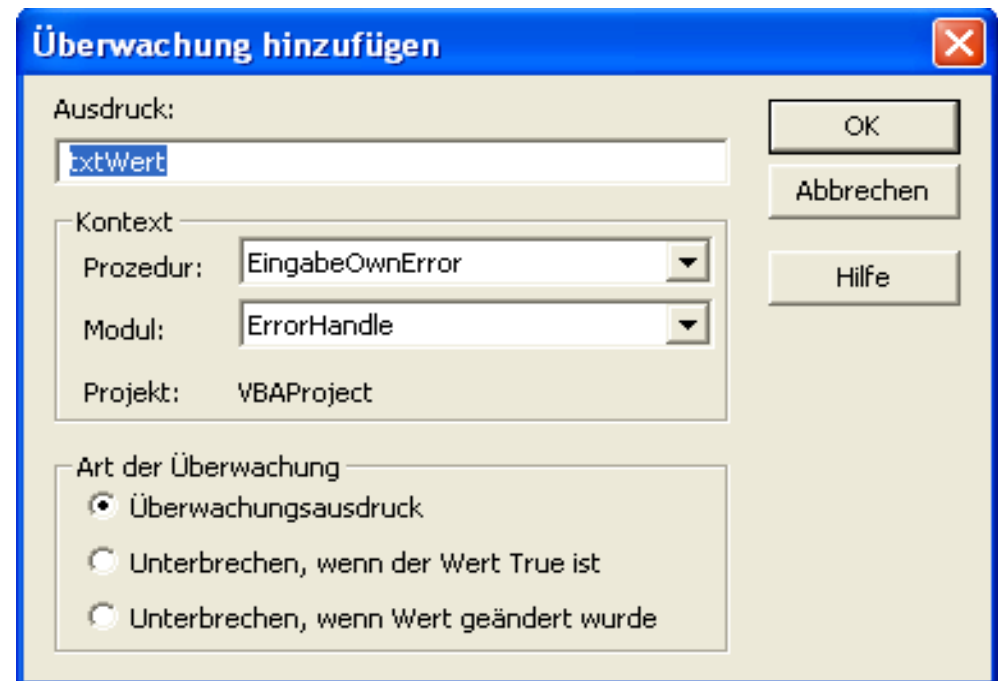 Überwachung hinzufügen
Ausdruck:
OK
txtWert
Abbrechen
Kontext
Prozedur: EingabeOwnError
Hilfe
Modul: ErrorHandle
Projekt: VBAProject
Art der Überwachung
Überwachungsausdruck
Unterbrechen, wenn der Wert True ist
Unterbrechen, wenn Wert geändert wurde